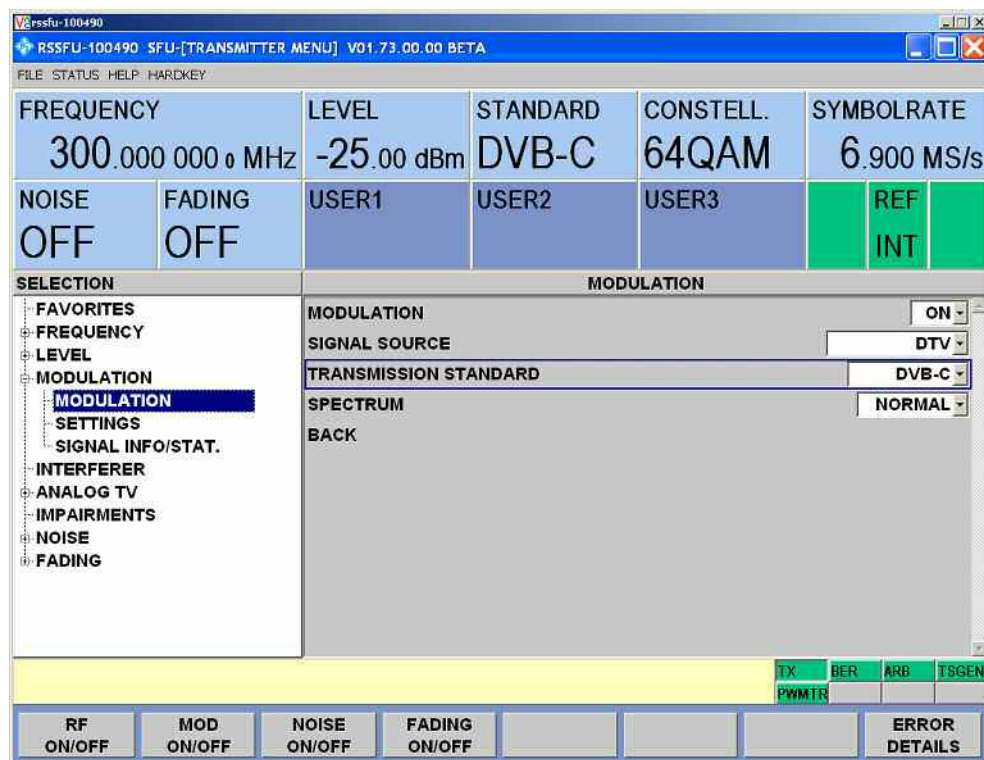 rssfu-100490
RSSFU-100490 SFU-[TRANSMITTER MENU] V01.73.00.00 BETA
FILE STATUS HELP HARDKEY
FREQUENCY LEVEL STANDARD CONSTELL. SYMBOLRATE
300.000 000 0 MHz -25.00 dBm DVB-C 64QAM 6.900 MS/s
NOISE FADING USER1 USER2 USER3 REF
OFF OFF INT
SELECTION
FAVORITES
FREQUENCY
LEVEL
MODULATION
MODULATION
SETTINGS
SIGNAL INFO/STAT.
INTERFERER
ANALOG TV
IMPAIRMENTS
NOISE
FADING
MODULATION
MODULATION ON
SIGNAL SOURCE DTV
TRANSMISSION STANDARD DVB-C
SPECTRUM NORMAL
BACK
TX BER ARB TSGEN
PWMTR
RF ON/OFF
MOD ON/OFF
NOISE ON/OFF
FADING ON/OFF
ERROR DETAILS